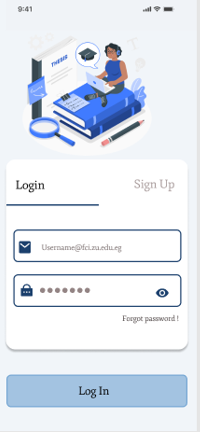 9:41
THESIS
Login
Sign Up
Username@fci.zu.edu.eg
Forgot password !
Log In